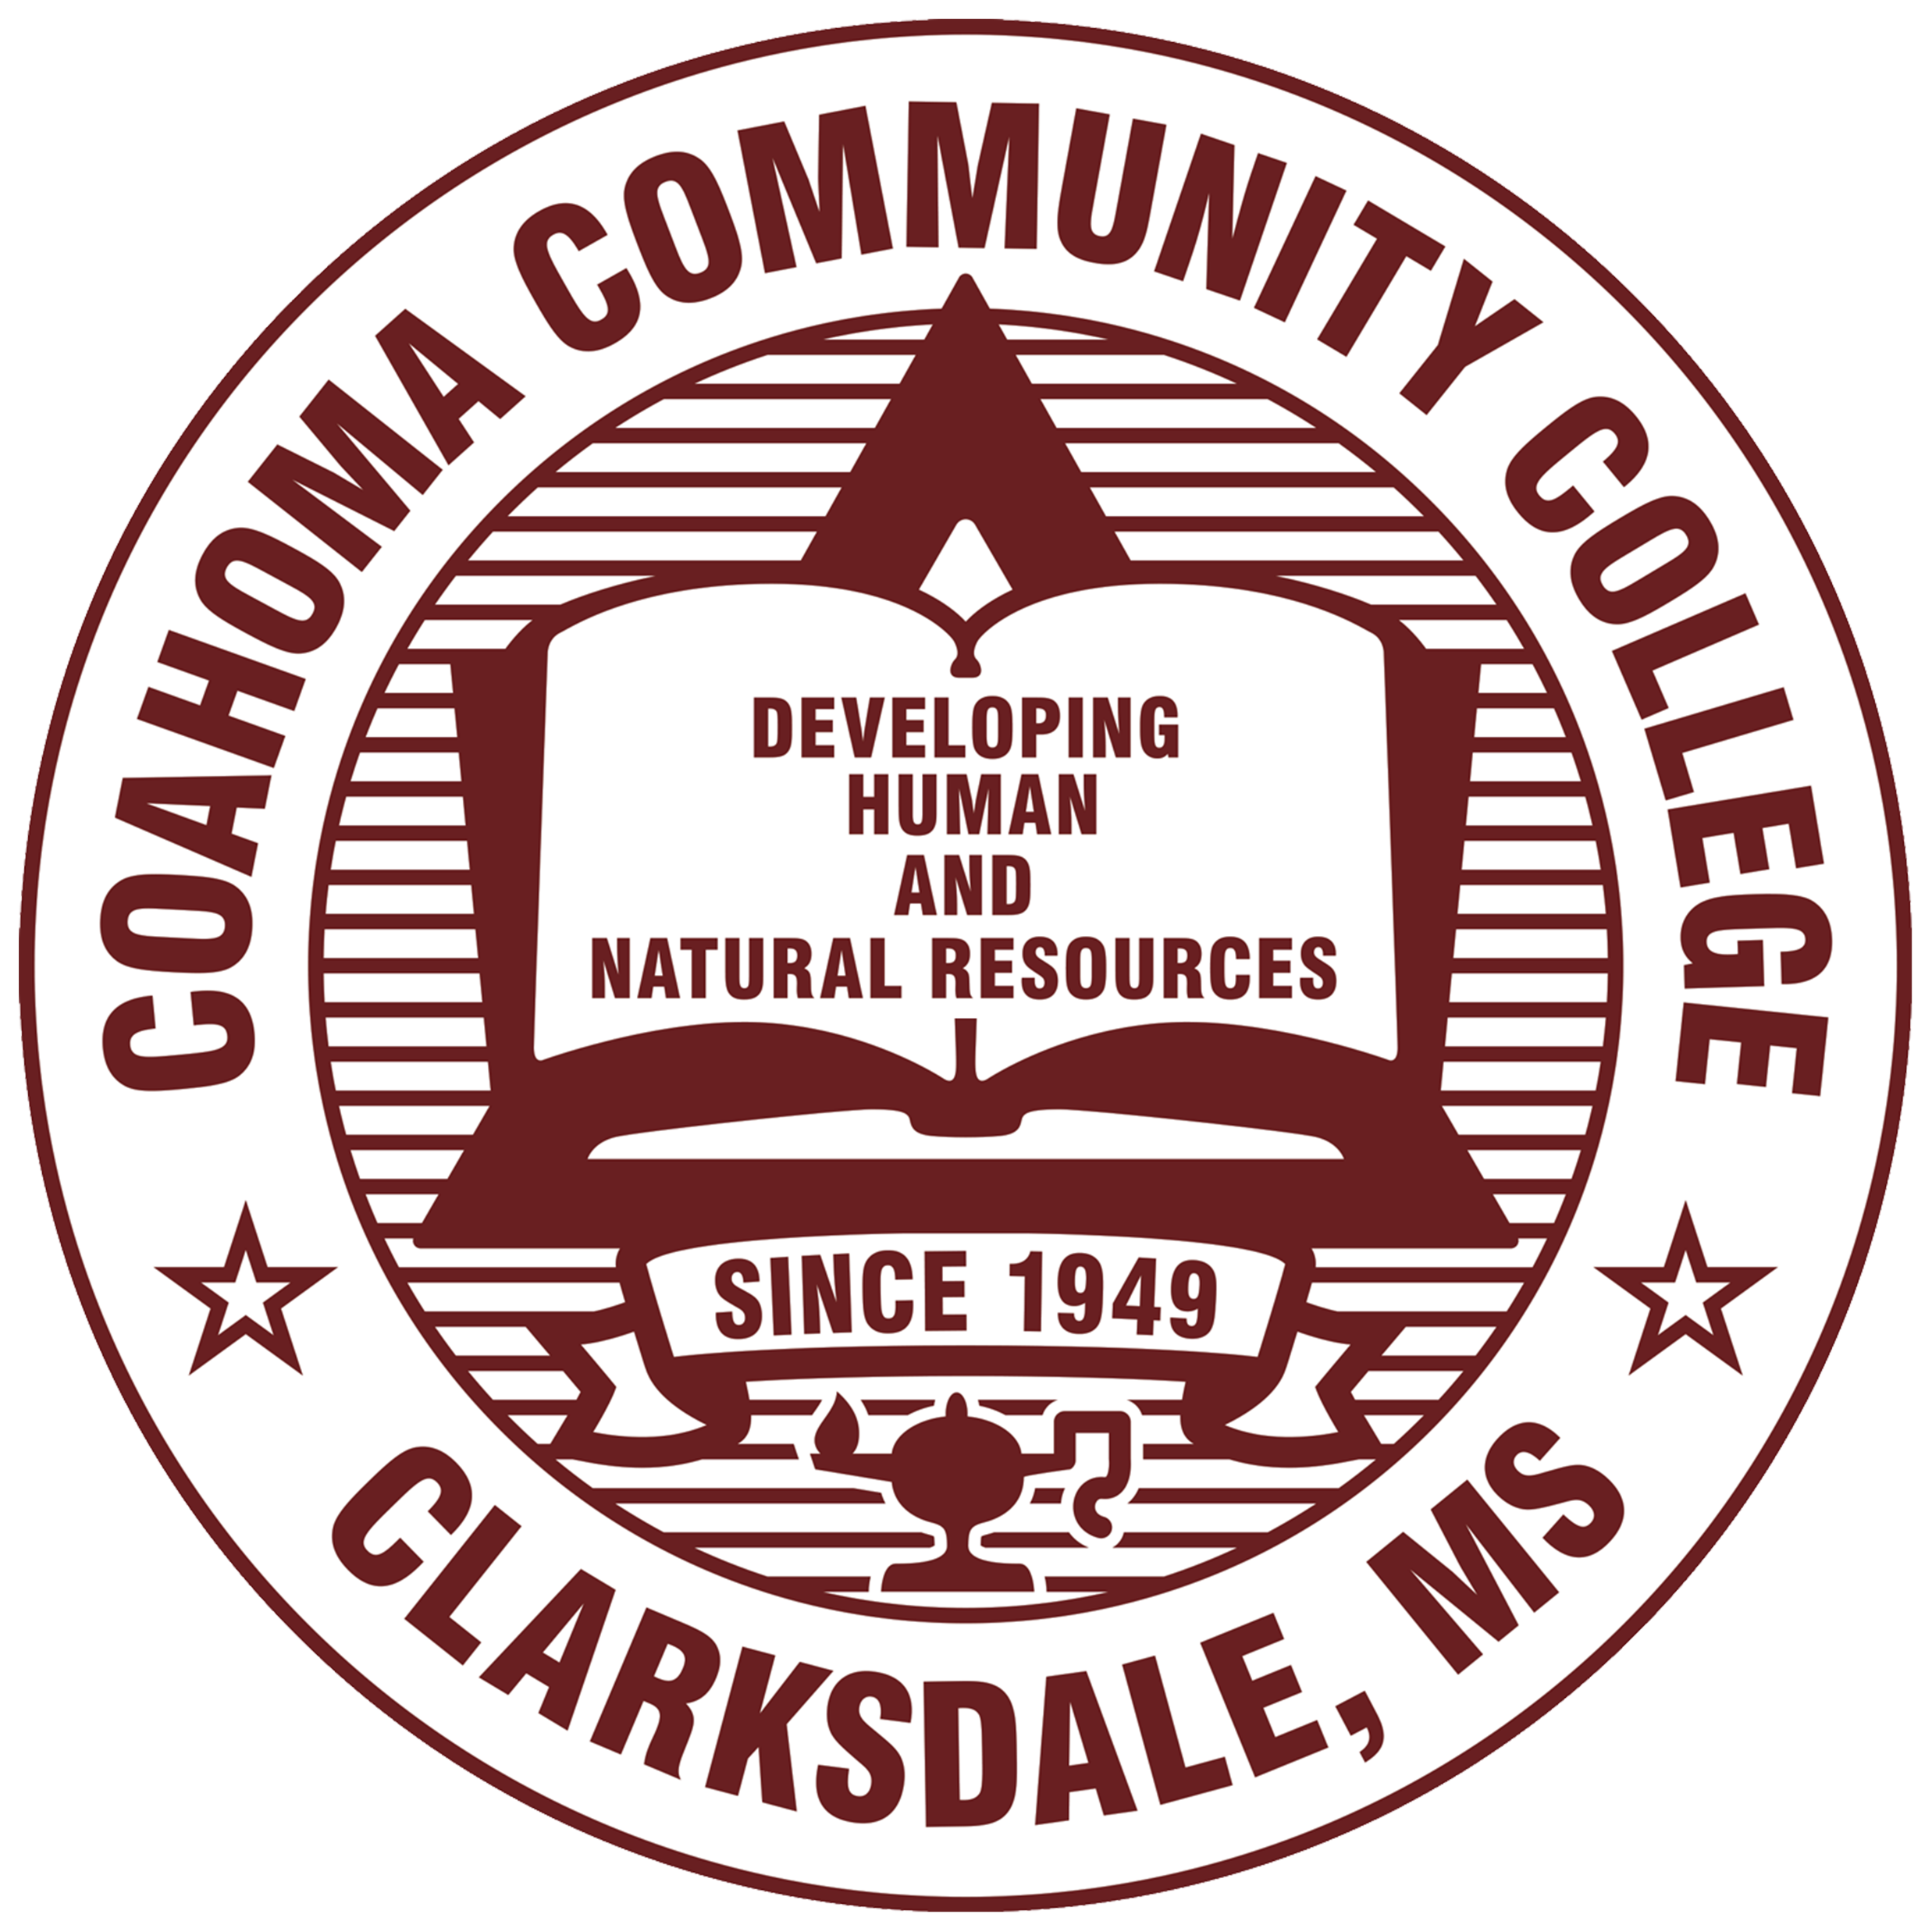 COAHOMA COMMUNITY COLLEGE
DEVELOPING
HUMAN
AND
NATURAL RESOURCES
SINCE 1949
CLARKSDALE, MS